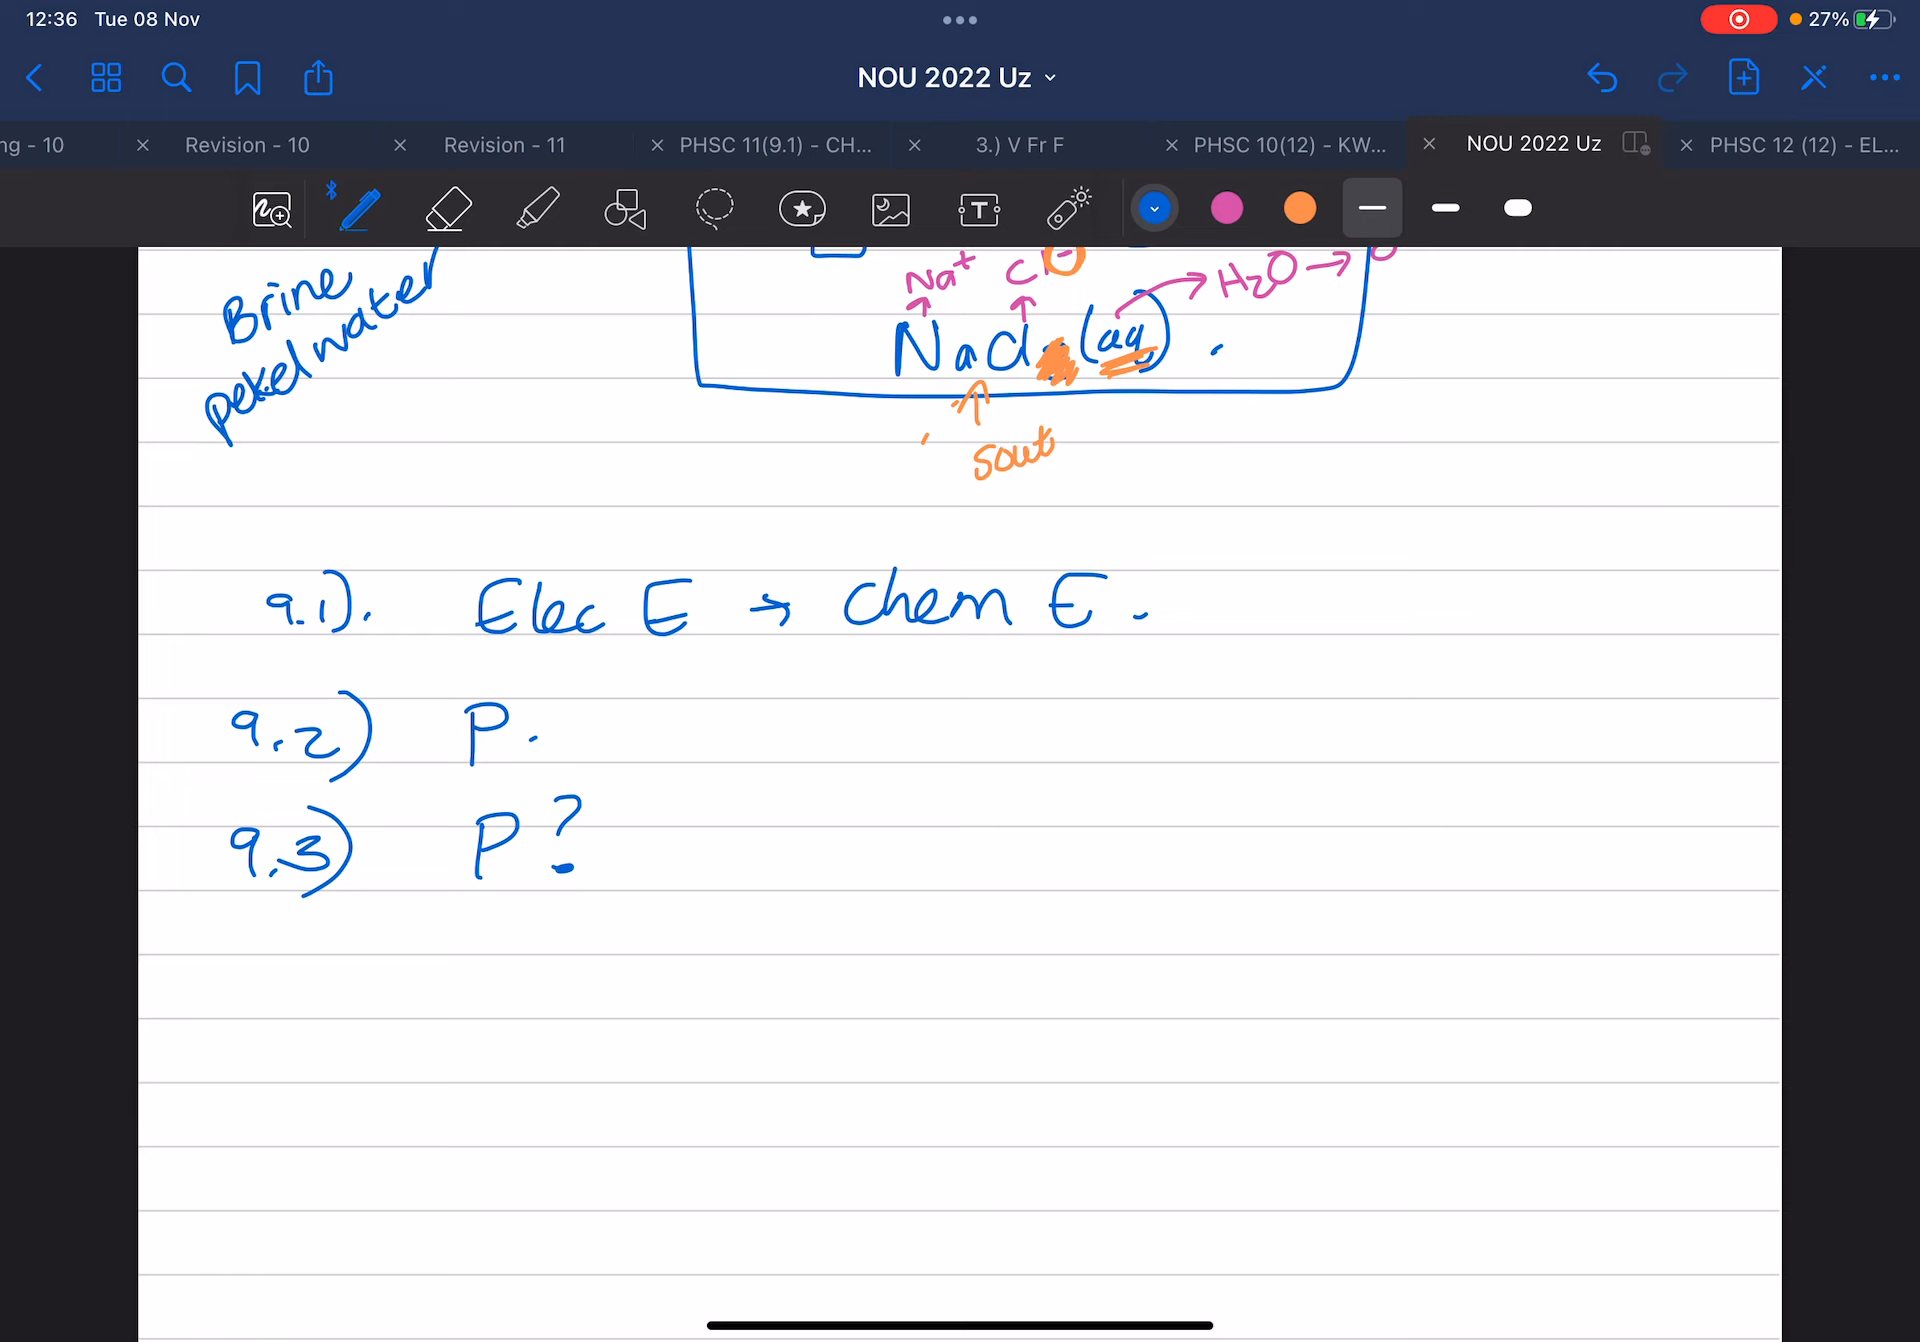 12:36 Tue 08 Nov
27%
NOU 2022 Uz
ng - 10
Revision - 10
Revision - 11
PHSC 11(9.1) - CH...
3.) V Fr F
PHSC 10(12) - KW...
NOU 2022 Uz
PHSC 12 (12) - EL...
Brine
pekelwater
Na⁺ Cl⁻ → H₂O →
NaCl (aq) .
Sout
9.1). Elec E → Chem E.
9.2) P.
9.3) P?